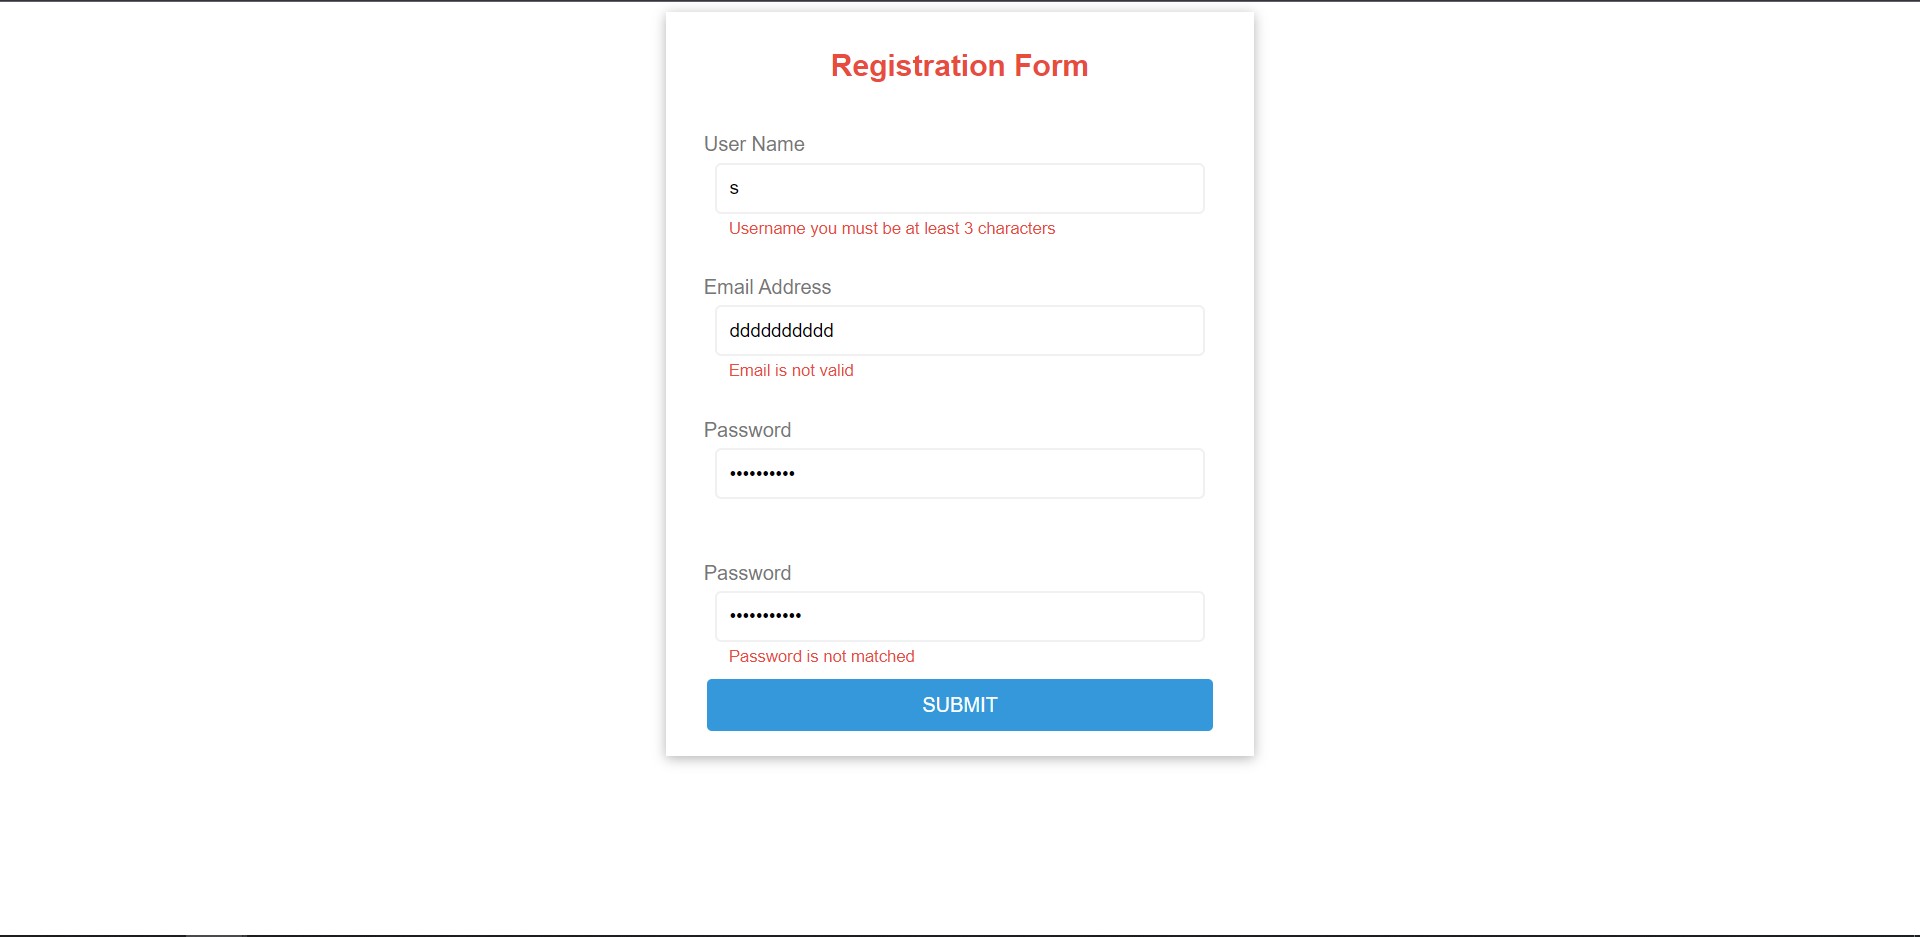 Registration Form
User Name
s
Username you must be at least 3 characters
Email Address
dddddddddd
Email is not valid
Password
••••••••••
Password
•••••••••••
Password is not matched
SUBMIT